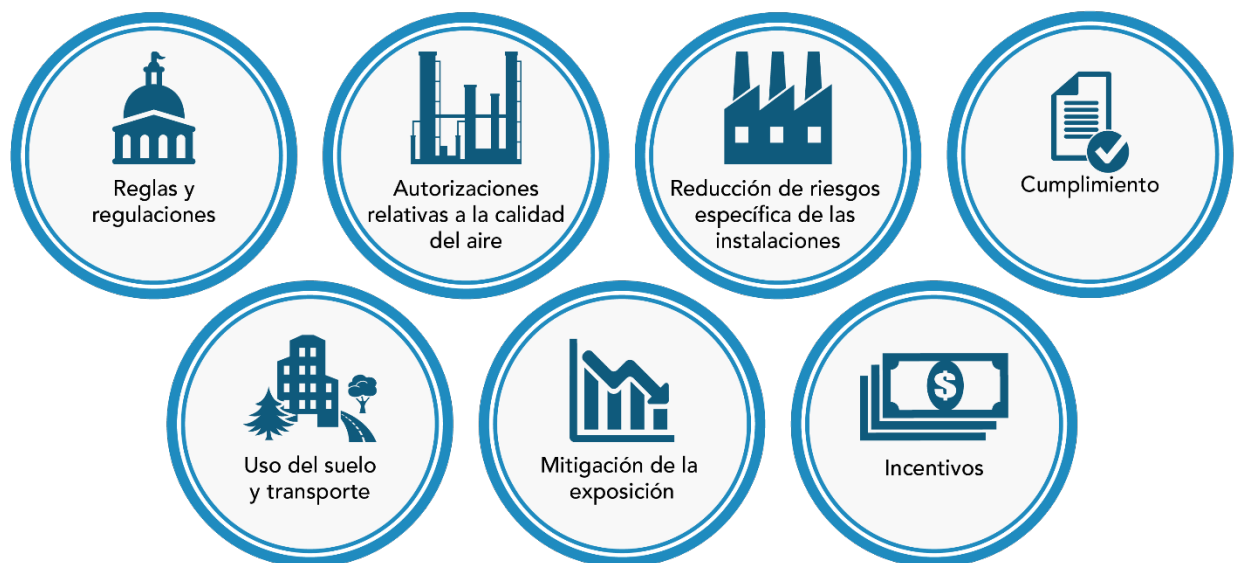 Reglas y
regulaciones
Autorizaciones
relativas a la calidad
del aire
Reducción de riesgos
específica de las
instalaciones
Cumplimiento
Uso del suelo
y transporte
Mitigación de la
exposición
$
Incentivos